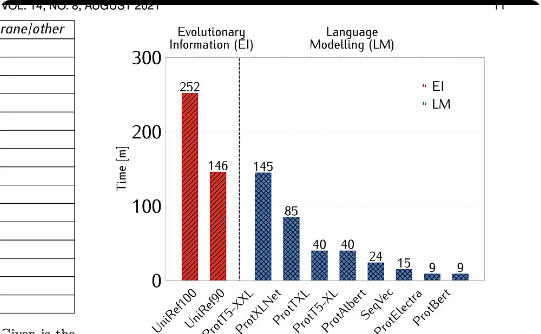 VOL. 14, NO. 8, AUGUST 2021
11
rane/other
Evolutionary
Information (EI)
Language
Modelling (LM)
Time [m]
300
200
100
0
EI
LM
252
146
145
85
40
40
24
15
9
9
UniRef100
UniRef90
ProtT5-XXL
ProtXLNet
ProtTXL
ProtT5-XL
ProtAlbert
SeqVec
ProtElectra
ProtBert
Given is the